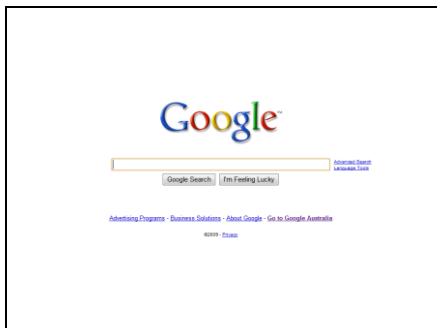 Google™
Advanced Search
Language Tools
Google Search I'm Feeling Lucky
Advertising Programs - Business Solutions - About Google - Go to Google Australia
©2009 - Privacy